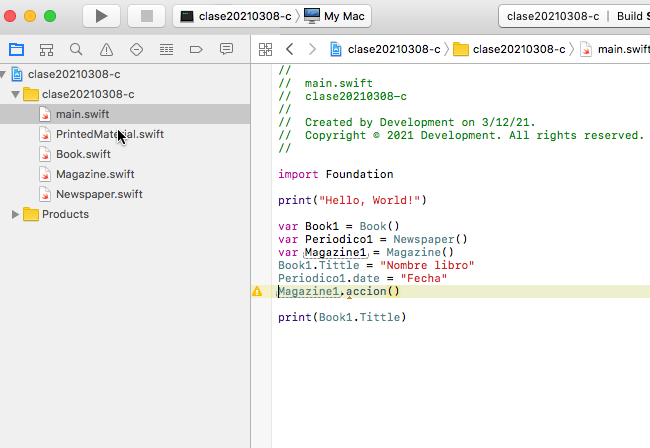 clase20210308-c
My Mac
clase20210308-c
Build
clase20210308-c
clase20210308-c
main.swift
clase20210308-c
clase20210308-c
main.swift
PrintedMaterial.swift
Book.swift
Magazine.swift
Newspaper.swift
Products
//
// main.swift
// clase20210308-c
//
// Created by Development on 3/12/21.
// Copyright © 2021 Development. All rights reserved.
//
import Foundation
print("Hello, World!")
var Book1 = Book()
var Periodico1 = Newspaper()
var Magazine1 = Magazine()
Book1.Tittle = "Nombre libro"
Periodico1.date = "Fecha"
Magazine1.accion()
print(Book1.Tittle)